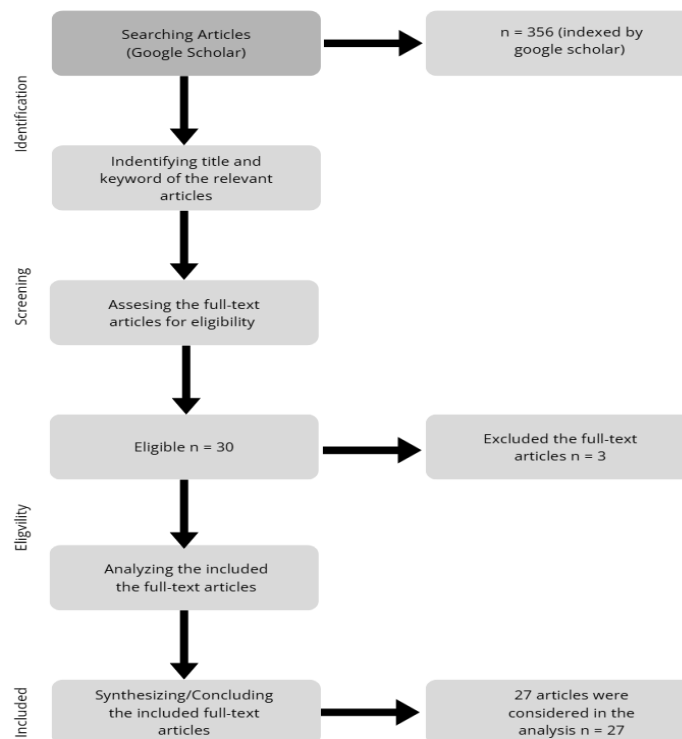 Identification
Searching Articles
(Google Scholar)
n = 356 (indexed by
google scholar)
Indentifying title and
keyword of the relevant
articles
Screening
Assesing the full-text
articles for eligibility
Eligvility
Eligible n = 30
Excluded the full-text
articles n = 3
Analyzing the included
the full-text articles
Included
Synthesizing/Concluding
the included full-text
articles
27 articles were
considered in the
analysis n = 27